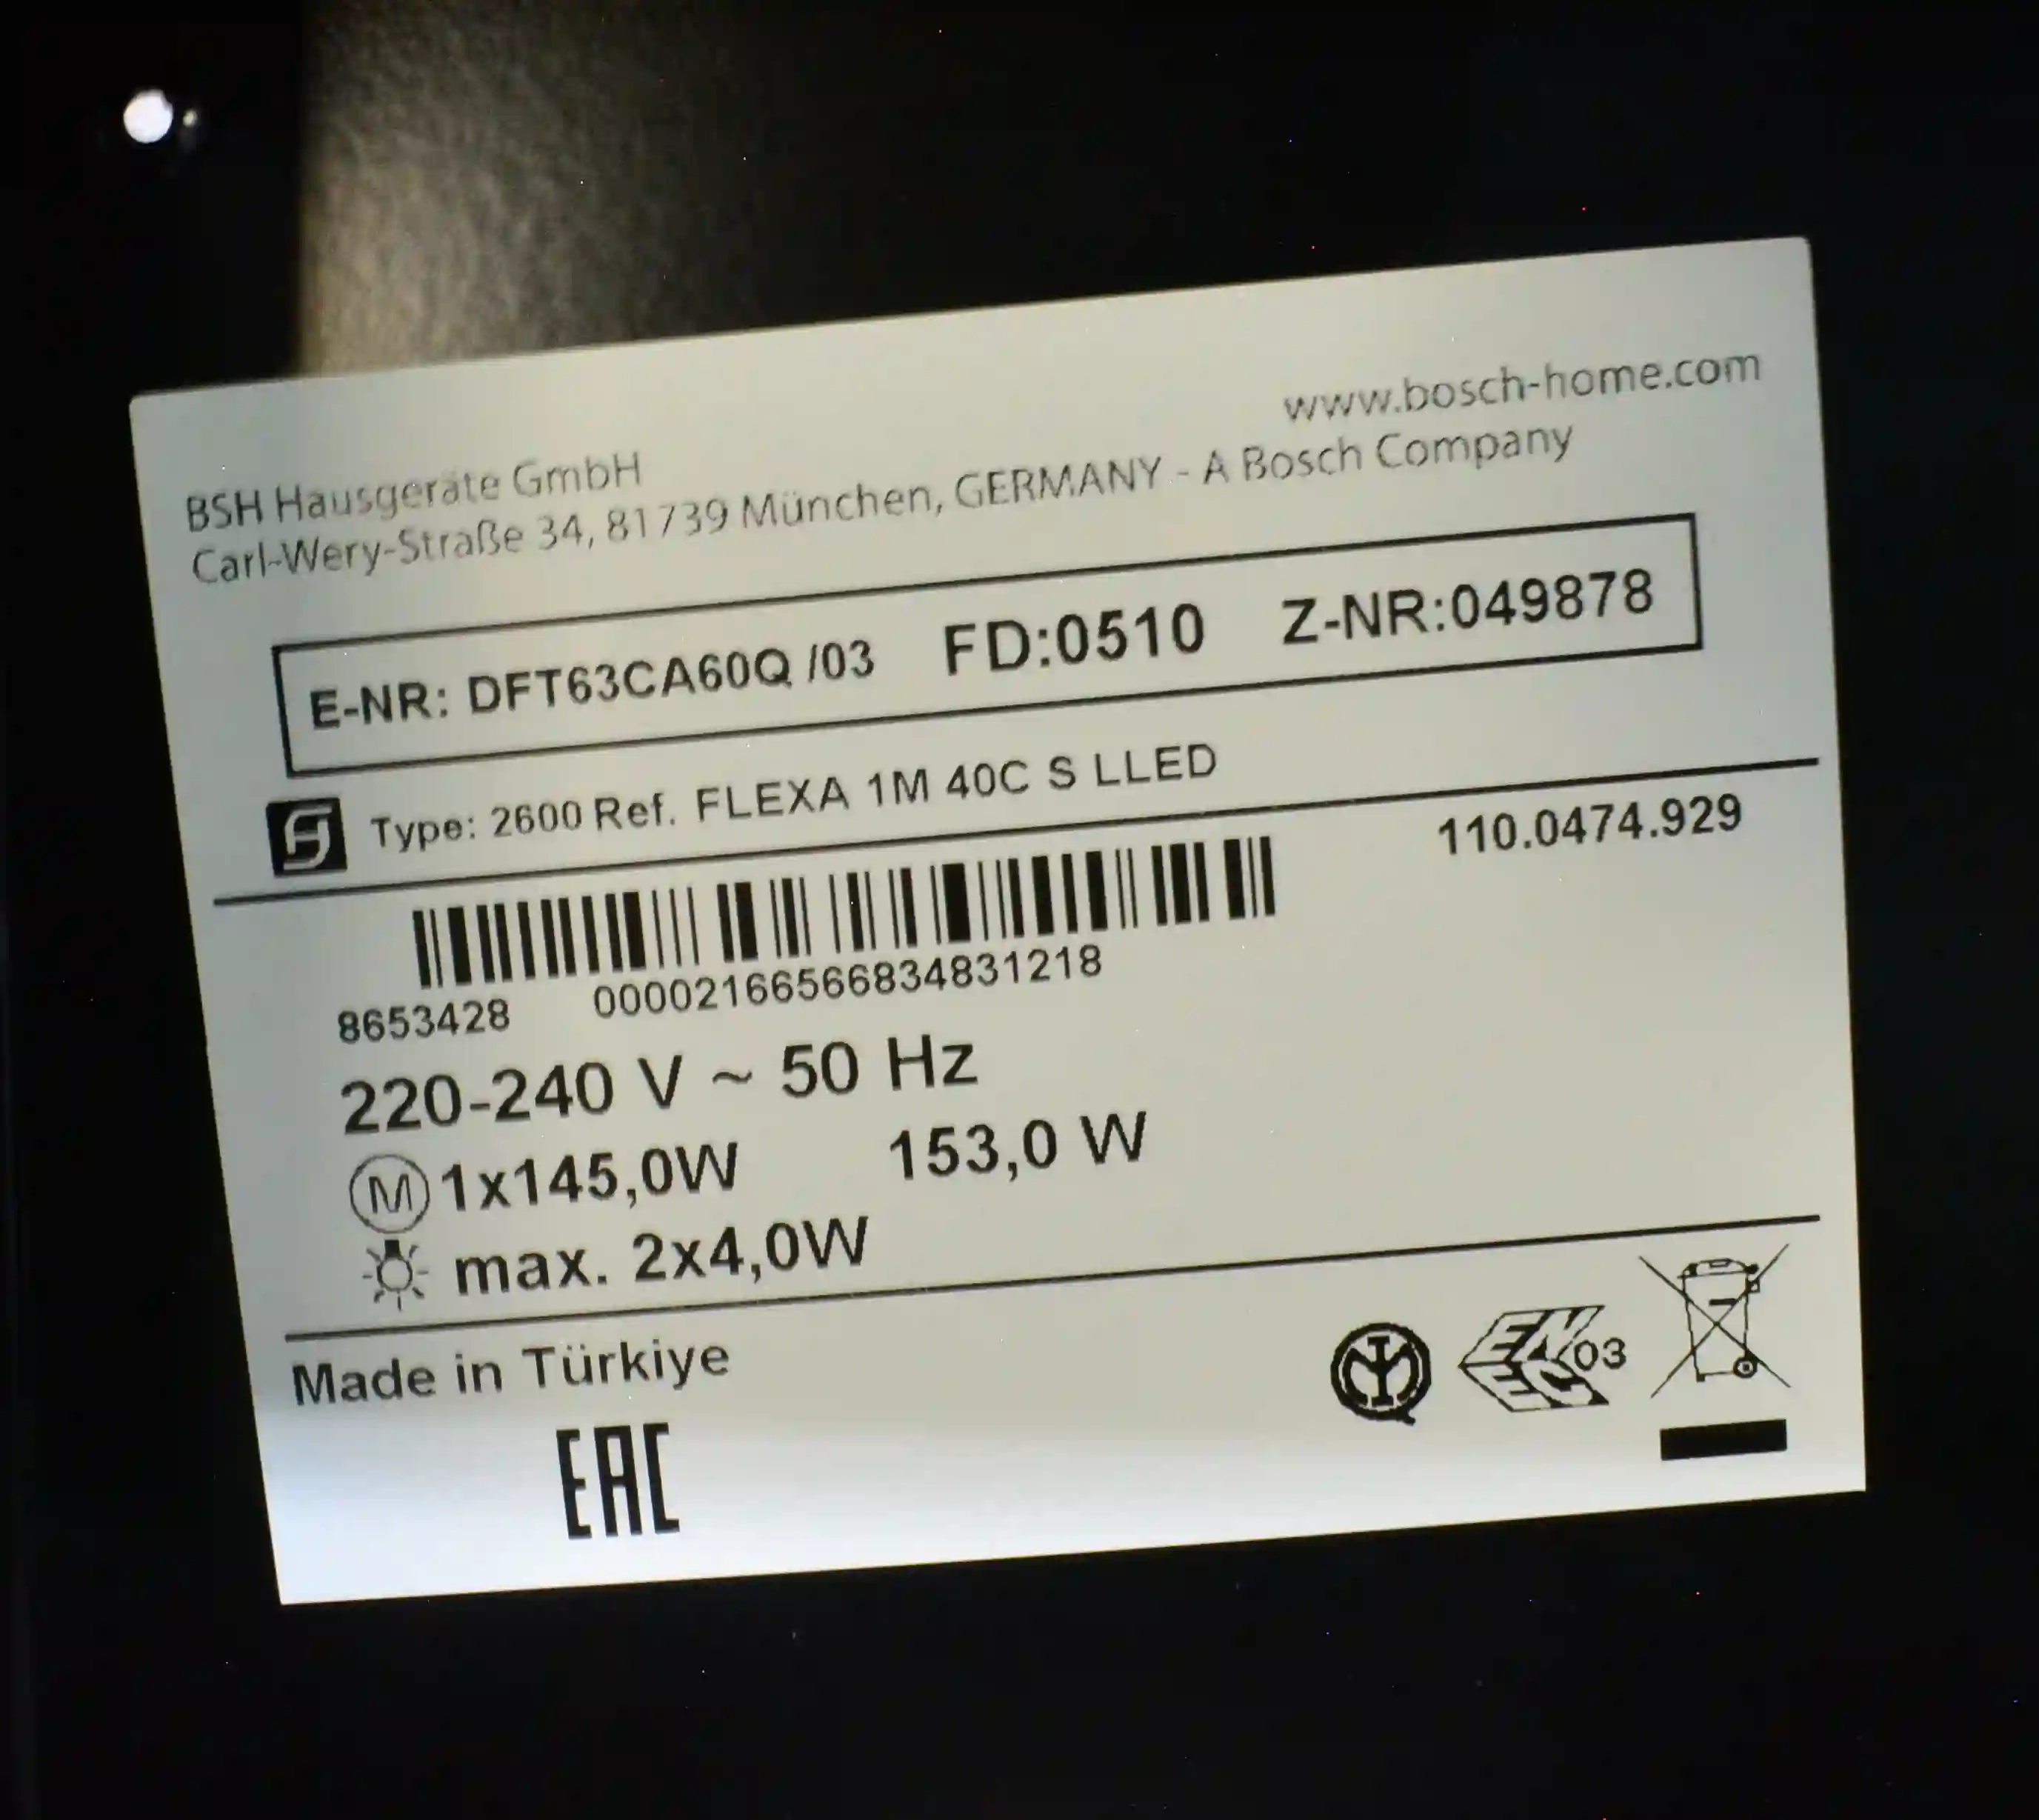 www.bosch-home.com
BSH Hausgeräte GmbH
Carl-Wery-Straße 34, 81739 München, GERMANY - A Bosch Company
E-NR: DFT63CA60Q /03 FD:0510 Z-NR:049878
Type: 2600 Ref. FLEXA 1M 40C S LLED
110.0474.929
8653428 00002166566834831218
220-240 V ~ 50 Hz
M 1x145,0W 153,0 W
max. 2x4,0W
Made in Türkiye
EN EC 03
EAC